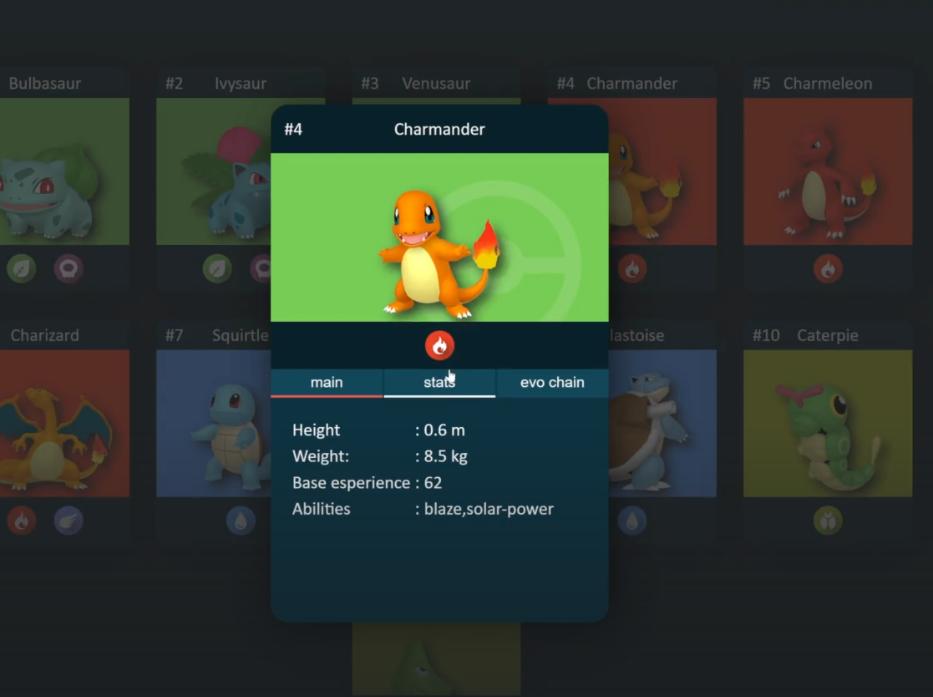 Bulbasaur
#2 Ivysaur
#3 Venusaur
#4 Charmander
#5 Charmeleon
#4 Charmander
main
stats
evo chain
Height : 0.6 m
Weight: : 8.5 kg
Base esperience : 62
Abilities : blaze,solar-power
Charizard
#7 Squirtle
lastoise
#10 Caterpie